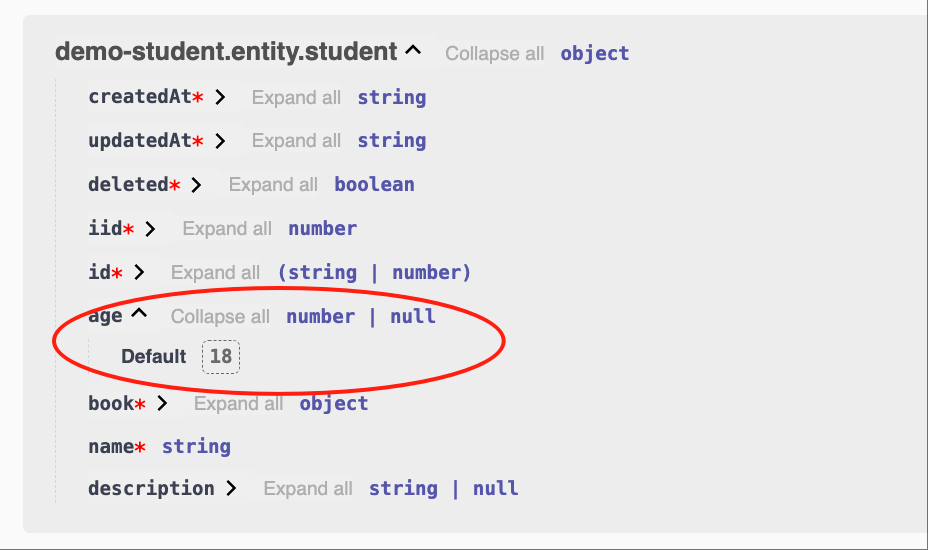 demo-student.entity.student Collapse all object
createdAt* Expand all string
updatedAt* Expand all string
deleted* Expand all boolean
iid* Expand all number
id* Expand all (string | number)
age Collapse all number | null
Default 18
book* Expand all object
name* string
description Expand all string | null